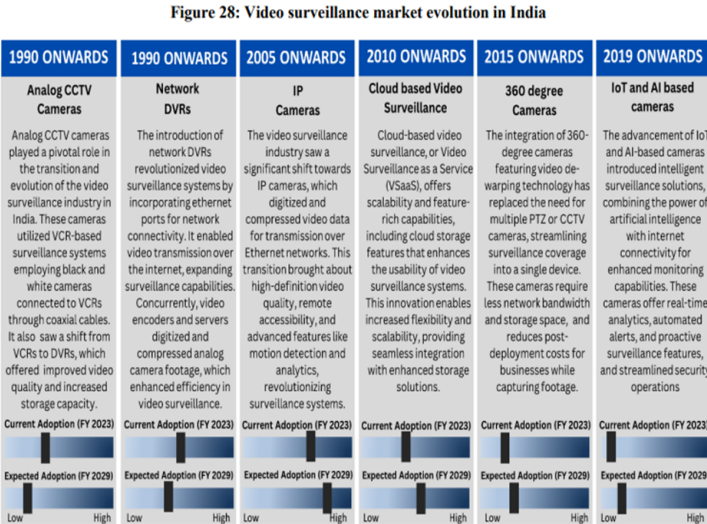 Figure 28: Video surveillance market evolution in India
1990 ONWARDS
Analog CCTV
Cameras
Analog CCTV cameras
played a pivotal role in
the transition and
evolution of the video
surveillance industry in
India. These cameras
utilized VCR-based
surveillance systems
employing black and
white cameras
connected to VCRs
through coaxial cables.
It also saw a shift from
VCRs to DVRs, which
offered improved video
quality and increased
storage capacity.
Current Adoption (FY 2023)
Expected Adoption (FY 2029)
Low High
1990 ONWARDS
Network
DVRs
The introduction of
network DVRs
revolutionized video
surveillance systems by
incorporating ethernet
ports for network
connectivity. It enabled
video transmission over
the internet, expanding
surveillance capabilities.
Concurrently, video
encoders and servers
digitized and
compressed analog
camera footage, which
enhanced efficiency in
video surveillance.
Current Adoption (FY 2023)
Expected Adoption (FY 2029)
Low High
2005 ONWARDS
IP
Cameras
The video surveillance
industry saw a
significant shift towards
IP cameras, which
digitized and
compressed video data
for transmission over
Ethernet networks. This
transition brought about
high-definition video
quality, remote
accessibility, and
advanced features like
motion detection and
analytics,
revolutionizing
surveillance systems.
Current Adoption (FY 2023)
Expected Adoption (FY 2029)
Low High
2010 ONWARDS
Cloud based Video
Surveillance
Cloud-based video
surveillance, or Video
Surveillance as a Service
(VSaaS), offers
scalability and feature-
rich capabilities,
including cloud storage
features that enhances
the usability of video
surveillance systems.
This innovation enables
increased flexibility and
scalability, providing
seamless integration
with enhanced storage
solutions.
Current Adoption (FY 2023)
Expected Adoption (FY 2029)
Low High
2015 ONWARDS
360 degree
Cameras
The integration of 360-
degree cameras
featuring video de-
warping technology has
replaced the need for
multiple PTZ or CCTV
cameras, streamlining
surveillance coverage
into a single device.
These cameras require
less network bandwidth
and storage space, and
reduces post-
deployment costs for
businesses while
capturing footage.
Current Adoption (FY 2023)
Expected Adoption (FY 2029)
Low High
2019 ONWARDS
IoT and AI based
cameras
The advancement of IoT
and AI-based cameras
introduced intelligent
surveillance solutions,
combining the power of
artificial intelligence
with internet
connectivity for
enhanced monitoring
capabilities. These
cameras offer real-time
analytics, automated
alerts, and proactive
surveillance features,
and streamlined security
operations
Current Adoption (FY 2023)
Expected Adoption (FY 2029)
Low High